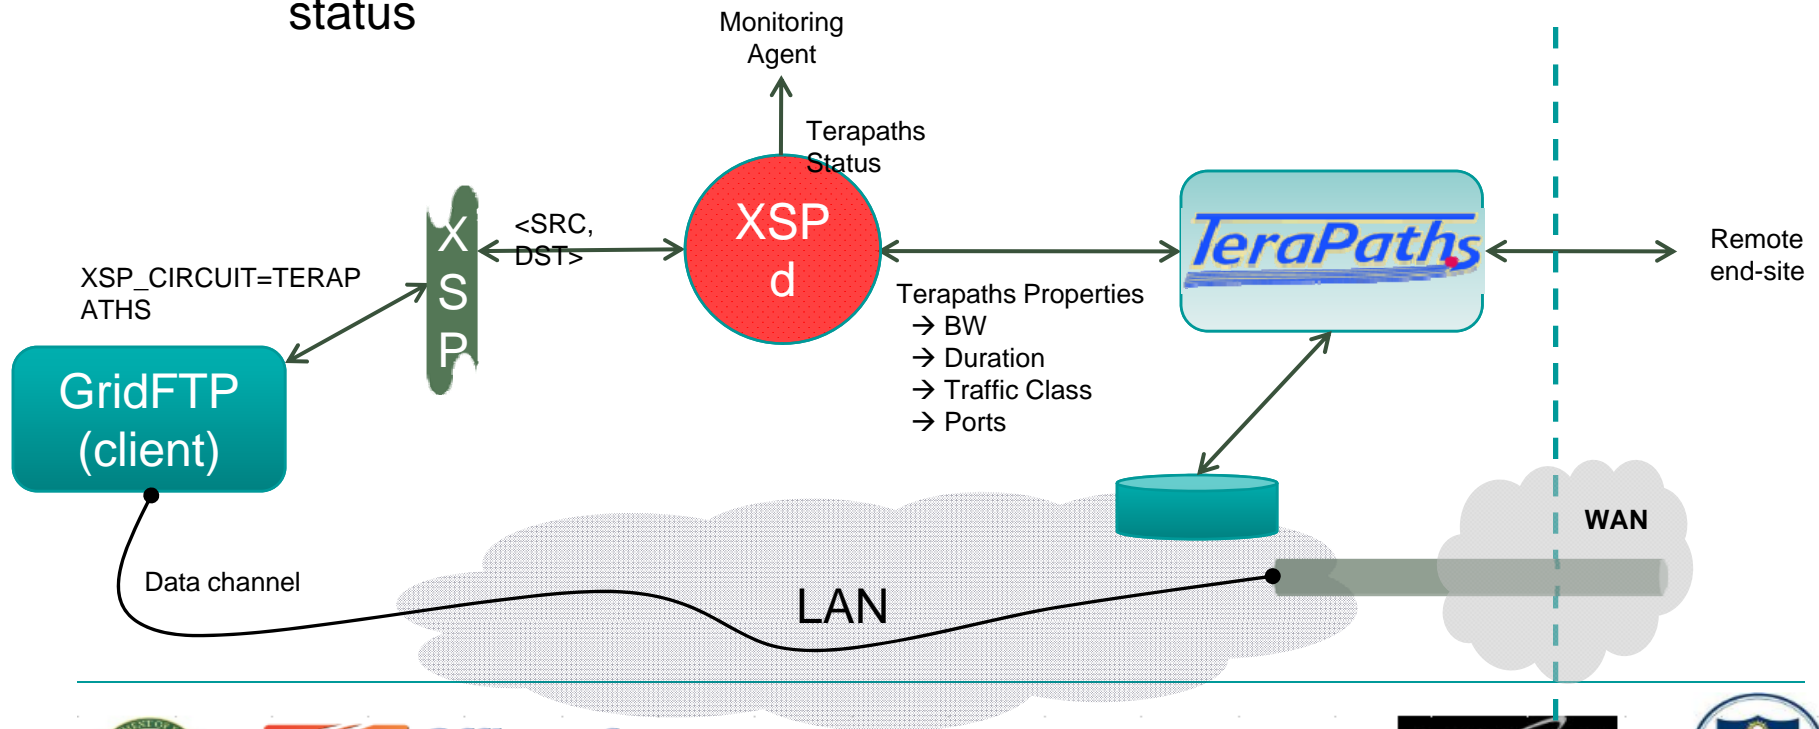 status
Monitoring
Agent
Terapaths
Status
X
S
P
<SRC,
DST>
XSP
d
TeraPaths
Remote
end-site
XSP_CIRCUIT=TERAP
ATHS
Terapaths Properties
→ BW
→ Duration
→ Traffic Class
→ Ports
GridFTP
(client)
WAN
Data channel
LAN